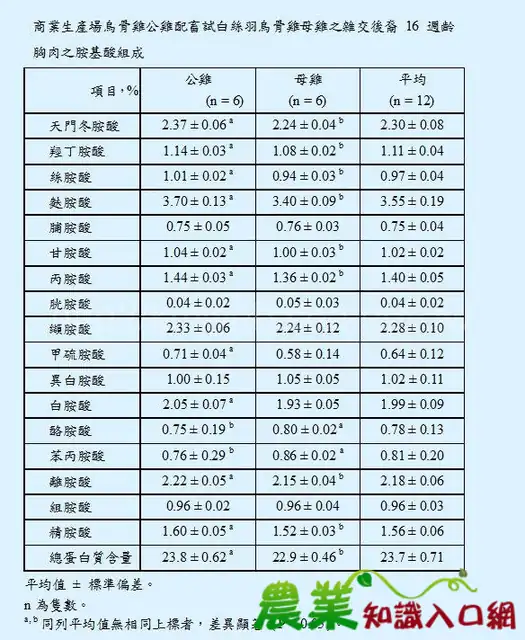 商業生產場烏骨雞公雞配畜試白絲羽烏骨雞母雞之雜交後裔 16 週齡
胸肉之胺基酸組成
項目,% 公雞 (n = 6) 母雞 (n = 6) 平均 (n = 12)
天門冬胺酸 2.37 ± 0.06 a 2.24 ± 0.04 b 2.30 ± 0.08
羥丁胺酸 1.14 ± 0.03 a 1.08 ± 0.02 b 1.11 ± 0.04
絲胺酸 1.01 ± 0.02 a 0.94 ± 0.03 b 0.97 ± 0.04
麩胺酸 3.70 ± 0.13 a 3.40 ± 0.09 b 3.55 ± 0.19
脯胺酸 0.75 ± 0.05 0.76 ± 0.03 0.75 ± 0.04
甘胺酸 1.04 ± 0.02 a 1.00 ± 0.03 b 1.02 ± 0.02
丙胺酸 1.44 ± 0.03 a 1.36 ± 0.02 b 1.40 ± 0.05
胱胺酸 0.04 ± 0.02 0.05 ± 0.03 0.04 ± 0.02
纈胺酸 2.33 ± 0.06 2.24 ± 0.12 2.28 ± 0.10
甲硫胺酸 0.71 ± 0.04 a 0.58 ± 0.14 0.64 ± 0.12
異白胺酸 1.00 ± 0.15 1.05 ± 0.05 1.02 ± 0.11
白胺酸 2.05 ± 0.07 a 1.93 ± 0.05 1.99 ± 0.09
酪胺酸 0.75 ± 0.19 b 0.80 ± 0.02 a 0.78 ± 0.13
苯丙胺酸 0.76 ± 0.29 b 0.86 ± 0.02 a 0.81 ± 0.20
離胺酸 2.22 ± 0.05 a 2.15 ± 0.04 b 2.18 ± 0.06
組胺酸 0.96 ± 0.02 0.96 ± 0.04 0.96 ± 0.03
精胺酸 1.60 ± 0.05 a 1.52 ± 0.03 b 1.56 ± 0.06
總蛋白質含量 23.8 ± 0.62 a 22.9 ± 0.46 b 23.7 ± 0.71
平均值 ± 標準偏差。
n 為隻數。
a, b 同列平均值無相同上標者,差異顯
農業知識入口網